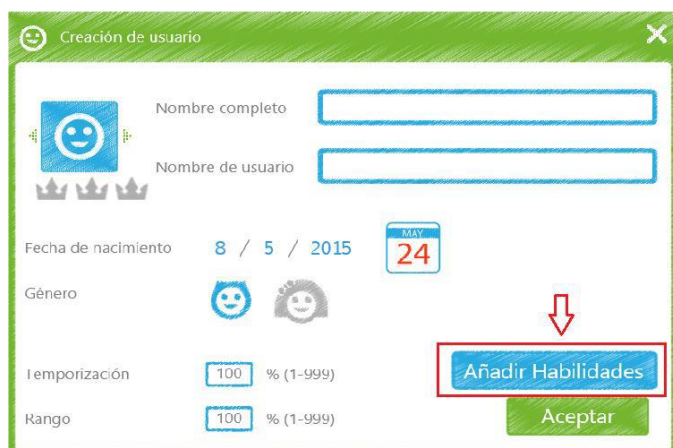 Creación de usuario
Nombre completo
Nombre de usuario
Fecha de nacimiento 8 / 5 / 2015 MAY 24
Género
Temporización 100 % (1-999) Añadir Habilidades
Rango 100 % (1-999) Aceptar